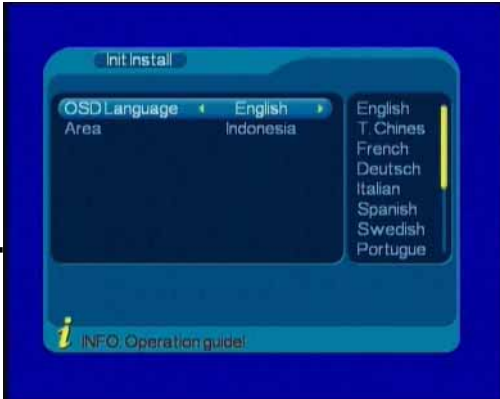 Init Install
OSD Language English
Area Indonesia
English
T. Chines
French
Deutsch
Italian
Spanish
Swedish
Portugue
i INFO: Operation guide!